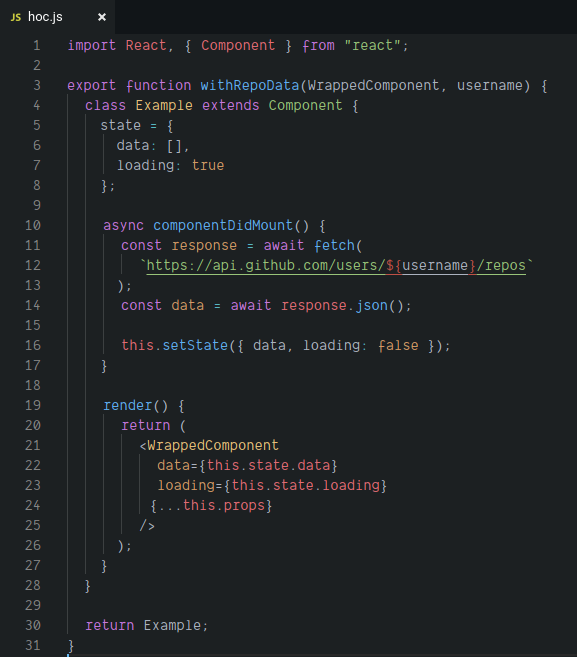 JS hoc.js ×
1 import React, { Component } from "react";
2
3 export function withRepoData(WrappedComponent, username) {
4   class Example extends Component {
5     state = {
6       data: [],
7       loading: true
8     };
9
10     async componentDidMount() {
11       const response = await fetch(
12         `https://api.github.com/users/${username}/repos`
13       );
14       const data = await response.json();
15
16       this.setState({ data, loading: false });
17     }
18
19     render() {
20       return (
21         <WrappedComponent
22           data={this.state.data}
23           loading={this.state.loading}
24          {...this.props}
25         />
26       );
27     }
28   }
29
30   return Example;
31 }